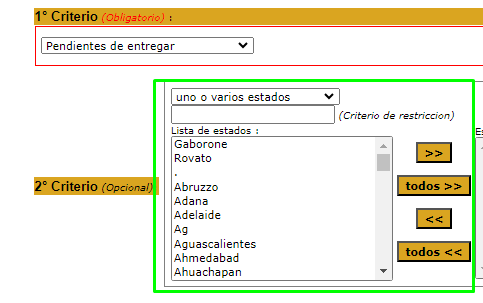 1° Criterio (Obligatorio) :
Pendientes de entregar
uno o varios estados
(Criterio de restriccion)
Lista de estados :
Gaborone
Rovato
.
Abruzzo
Adana
Adelaide
Ag
Aguascalientes
Ahmedabad
Ahuachapan
>>
todos >>
<<
todos <<
2° Criterio (Opcional)